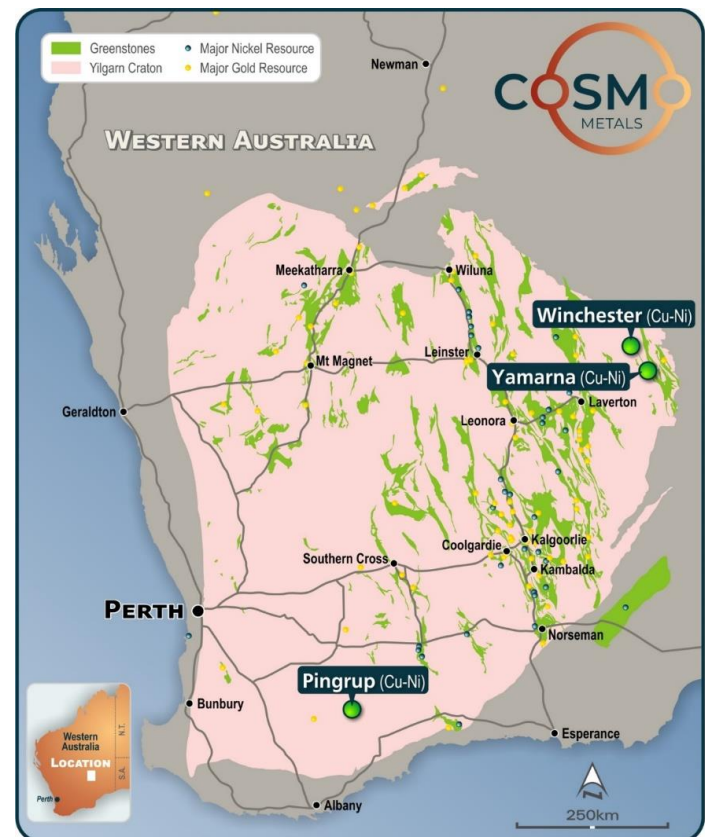 Greenstones
Major Nickel Resource
Yilgarn Craton
Major Gold Resource
Newman
COSMO
METALS
WESTERN AUSTRALIA
Meekatharra
Wiluna
Winchester (Cu-Ni)
Leinster
Mt Magnet
Yamarna (Cu-Ni)
Laverton
Geraldton
Leonora
Coolgardie
Kalgoorlie
Southern Cross
Kambalda
PERTH
Norseman
Pingrup (Cu-Ni)
Bunbury
Esperance
Western
Australia
N.T.
LOCATION
S.A.
Perth
Albany
N
250km